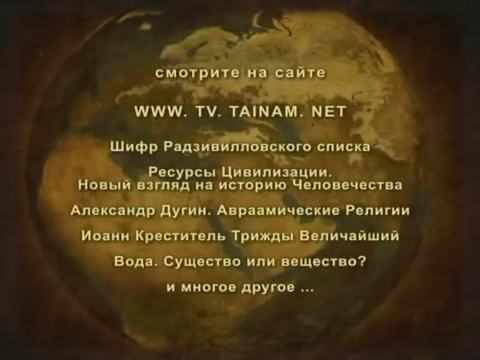 смотрите на сайте
WWW. TV. TAINAM. NET
Шифр Радзивилловского списка
Ресурсы Цивилизации.
Новый взгляд на историю Человечества
Александр Дугин. Авраамические Религии
Иоанн Креститель Трижды Величайший
Вода. Существо или вещество?
и многое другое ...